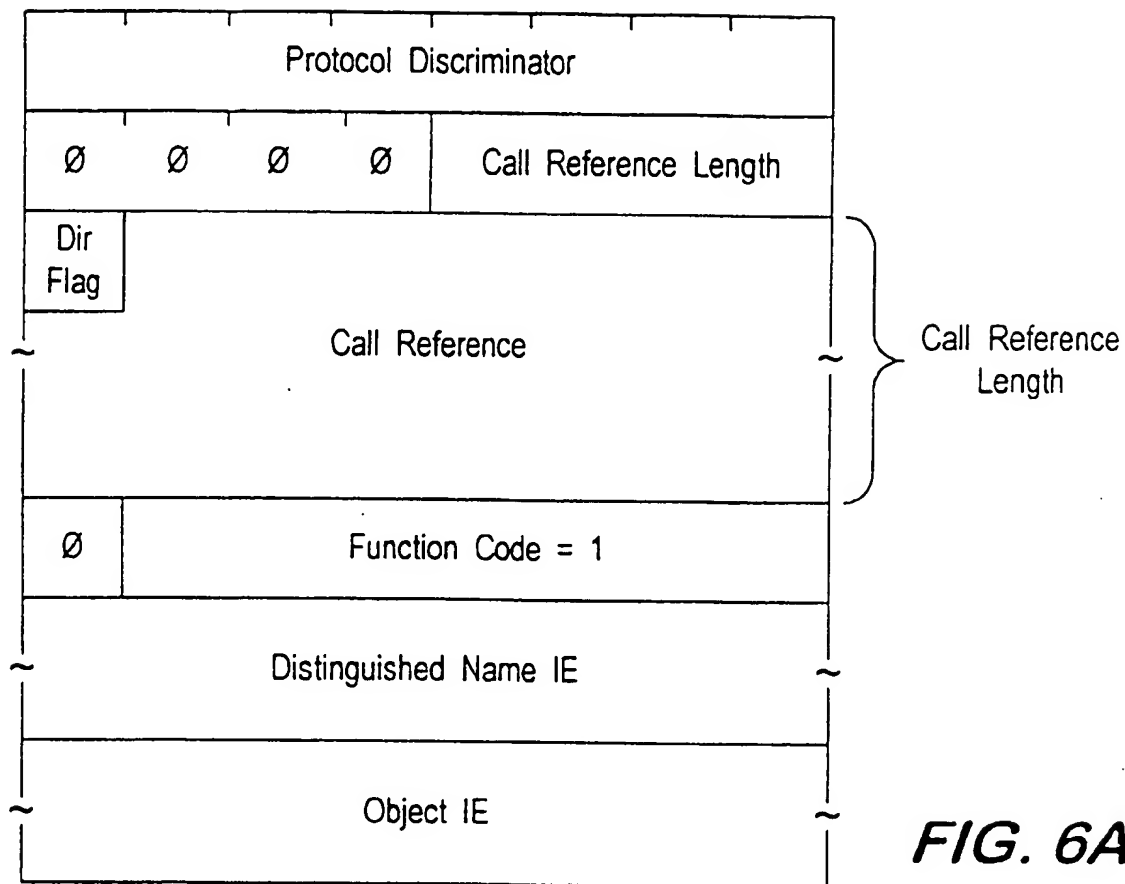 Protocol Discriminator
Ø Ø Ø Ø Call Reference Length
Dir
Flag
Call Reference
Call Reference
Length
Ø Function Code = 1
Distinguished Name IE
Object IE
FIG. 6A